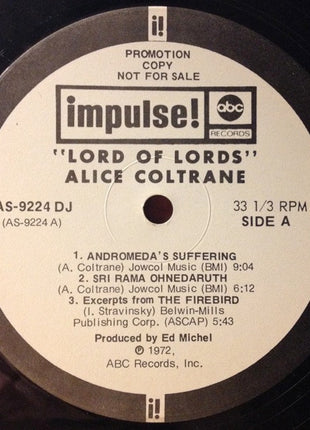 i!
PROMOTION
COPY
NOT FOR SALE
impulse! abc
RECORDS
"LORD OF LORDS"
ALICE COLTRANE
AS-9224 DJ 33 1/3 RPM
(AS-9224 A) SIDE A
1. ANDROMEDA'S SUFFERING
(A. Coltrane) Jowcol Music (BMI) 9:04
2. SRI RAMA OHNEDARUTH
(A. Coltrane) Jowcol Music (BMI) 6:12
3. Excerpts from THE FIREBIRD
(I. Stravinsky) Belwin-Mills
Publishing Corp. (ASCAP) 5:43
Produced by Ed Michel
℗ 1972,
ABC Records, Inc.
i!